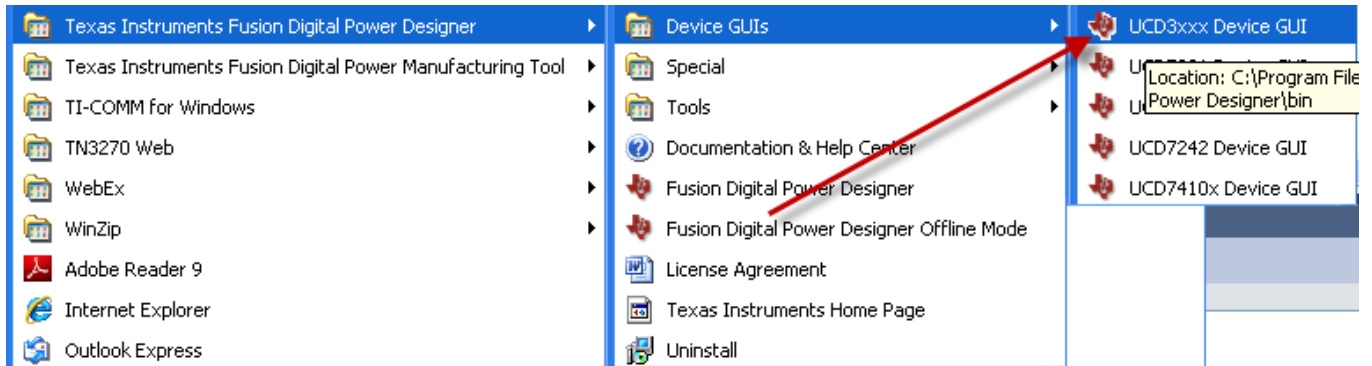 Texas Instruments Fusion Digital Power Designer
Texas Instruments Fusion Digital Power Manufacturing Tool
TI-COMM for Windows
TN3270 Web
WebEx
WinZip
Adobe Reader 9
Internet Explorer
Outlook Express
Device GUIs
Special
Tools
Documentation & Help Center
Fusion Digital Power Designer
Fusion Digital Power Designer Offline Mode
License Agreement
Texas Instruments Home Page
Uninstall
UCD3xxx Device GUI
Location: C:\Program File
Power Designer\bin
UCD7242 Device GUI
UCD7410x Device GUI